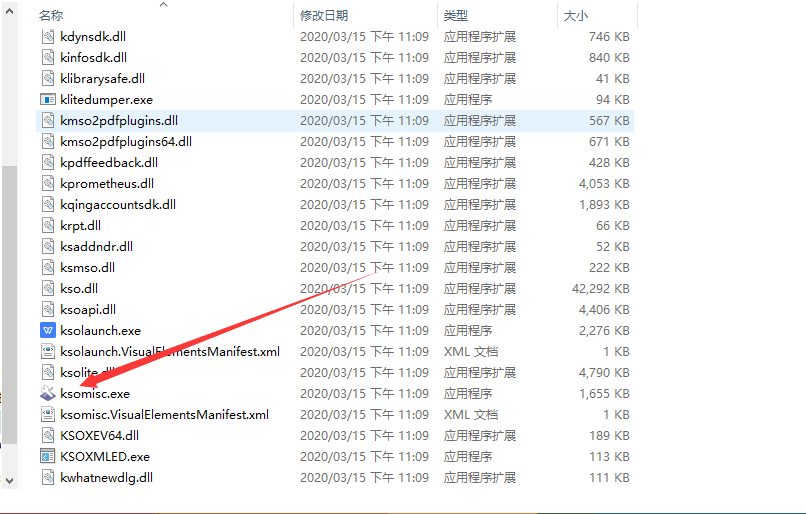 名称 修改日期 类型 大小
kdynsdk.dll 2020/03/15 下午 11:09 应用程序扩展 746 KB
kinfosdk.dll 2020/03/15 下午 11:09 应用程序扩展 840 KB
klibrarysafe.dll 2020/03/15 下午 11:09 应用程序扩展 41 KB
klitedumper.exe 2020/03/15 下午 11:09 应用程序 94 KB
kmso2pdfplugins.dll 2020/03/15 下午 11:09 应用程序扩展 567 KB
kmso2pdfplugins64.dll 2020/03/15 下午 11:09 应用程序扩展 671 KB
kpdffeedback.dll 2020/03/15 下午 11:09 应用程序扩展 428 KB
kprometheus.dll 2020/03/15 下午 11:09 应用程序扩展 4,053 KB
kqingaccountsdk.dll 2020/03/15 下午 11:09 应用程序扩展 1,893 KB
krpt.dll 2020/03/15 下午 11:09 应用程序扩展 66 KB
ksaddndr.dll 2020/03/15 下午 11:09 应用程序扩展 52 KB
ksmso.dll 2020/03/15 下午 11:09 应用程序扩展 222 KB
kso.dll 2020/03/15 下午 11:09 应用程序扩展 42,292 KB
ksoapi.dll 2020/03/15 下午 11:09 应用程序扩展 4,406 KB
ksolaunch.exe 2020/03/15 下午 11:09 应用程序 2,276 KB
ksolaunch.VisualElementsManifest.xml 2020/03/15 下午 11:09 XML 文档 1 KB
ksolite.dll 2020/03/15 下午 11:09 应用程序扩展 4,790 KB
ksomisc.exe 2020/03/15 下午 11:09 应用程序 1,655 KB
ksomisc.VisualElementsManifest.xml 2020/03/15 下午 11:09 XML 文档 1 KB
KSOXEV64.dll 2020/03/15 下午 11:09 应用程序扩展 189 KB
KSOXMLED.exe 2020/03/15 下午 11:09 应用程序 113 KB
kwhatnewdlg.dll 2020/03/15 下午 11:09 应用程序扩展 111 KB